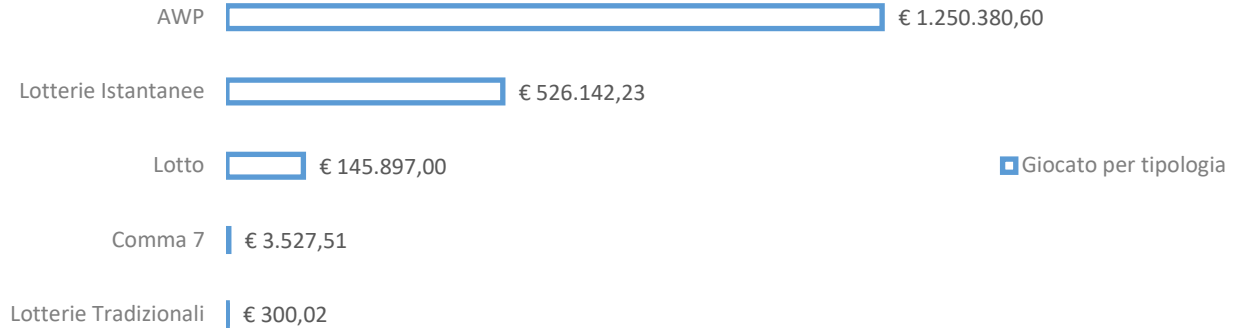 AWP € 1.250.380,60
Lotterie Istantanee € 526.142,23
Lotto € 145.897,00
Giocato per tipologia
Comma 7 € 3.527,51
Lotterie Tradizionali € 300,02